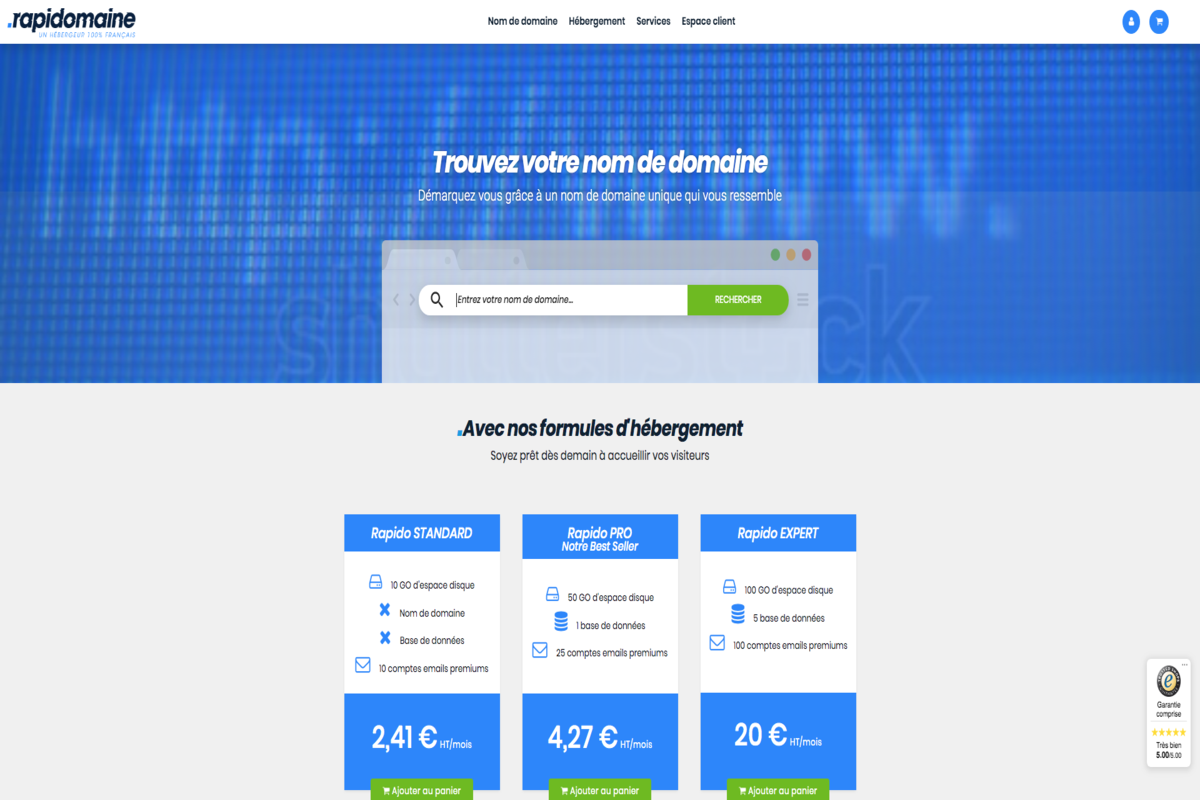 .rapidomaine
UN HÉBERGEUR 100% FRANÇAIS
Nom de domaine Hébergement Services Espace client
http://www.
Trouvez votre nom de domaine
Démarquez vous grâce à un nom de domaine unique qui vous ressemble
Entrez votre nom de domaine...
RECHERCHER
shutterstock
.Avec nos formules d'hébergement
Soyez prêt dès demain à accueillir vos visiteurs
Rapido STANDARD
10 GO d'espace disque
Nom de domaine
Base de données
10 comptes emails premiums
2,41 € HT/mois
Ajouter au panier
Rapido PRO
Notre Best Seller
50 GO d'espace disque
1 base de données
25 comptes emails premiums
4,27 € HT/mois
Ajouter au panier
Rapido EXPERT
100 GO d'espace disque
5 base de données
100 comptes emails premiums
20 € HT/mois
Ajouter au panier
e
Garantie
comprise
Très bien
5.00/5.00